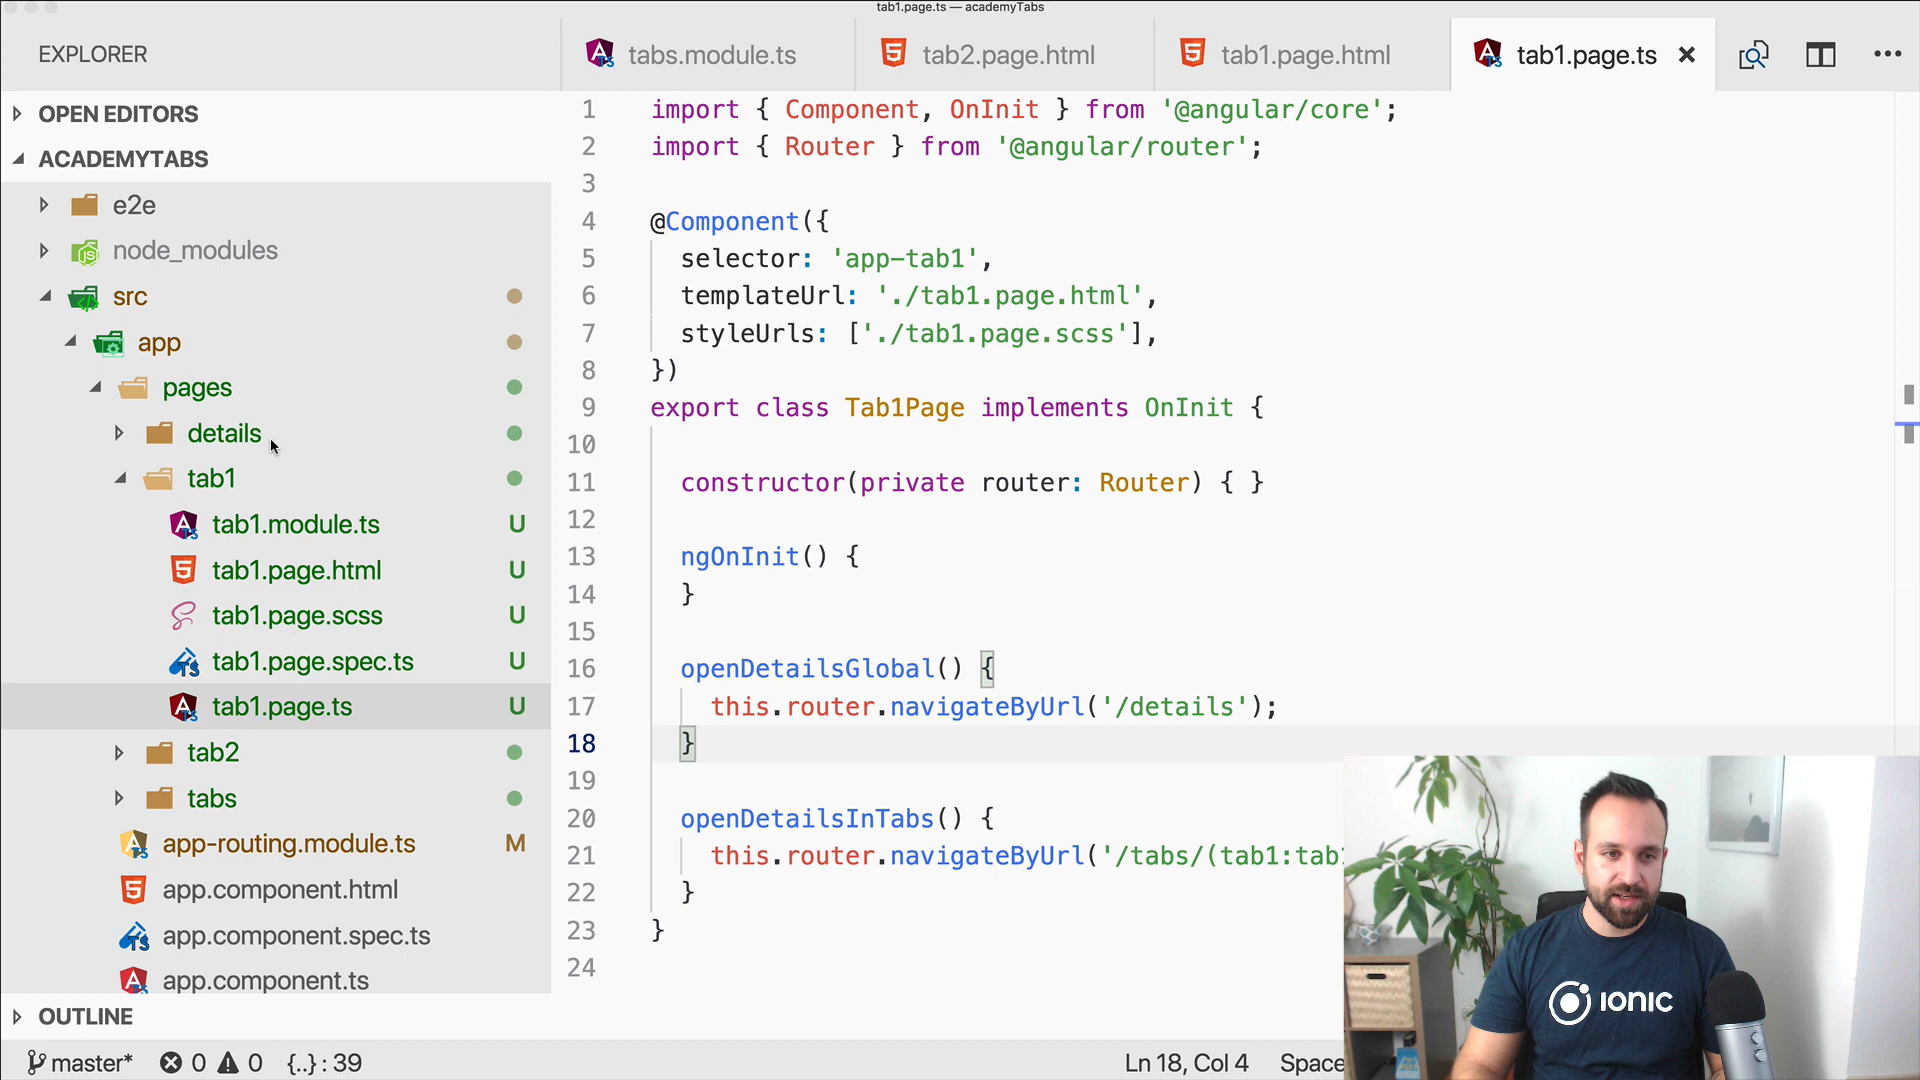 tab1.page.ts — academyTabs
EXPLORER
tabs.module.ts
tab2.page.html
tab1.page.html
tab1.page.ts
OPEN EDITORS
ACADEMYTABS
e2e
node_modules
src
app
pages
details
tab1
tab1.module.ts U
tab1.page.html U
tab1.page.scss U
tab1.page.spec.ts U
tab1.page.ts U
tab2
tabs
app-routing.module.ts M
app.component.html
app.component.spec.ts
app.component.ts
OUTLINE
1 import { Component, OnInit } from '@angular/core';
2 import { Router } from '@angular/router';
3
4 @Component({
5 selector: 'app-tab1',
6 templateUrl: './tab1.page.html',
7 styleUrls: ['./tab1.page.scss'],
8 })
9 export class Tab1Page implements OnInit {
10
11 constructor(private router: Router) { }
12
13 ngOnInit() {
14 }
15
16 openDetailsGlobal() {
17 this.router.navigateByUrl('/details');
18 }
19
20 openDetailsInTabs() {
21 this.router.navigateByUrl('/tabs/(tab1:tab
22 }
23 }
24
IONIC
master* 0 0 {..} : 39
Ln 18, Col 4 Space